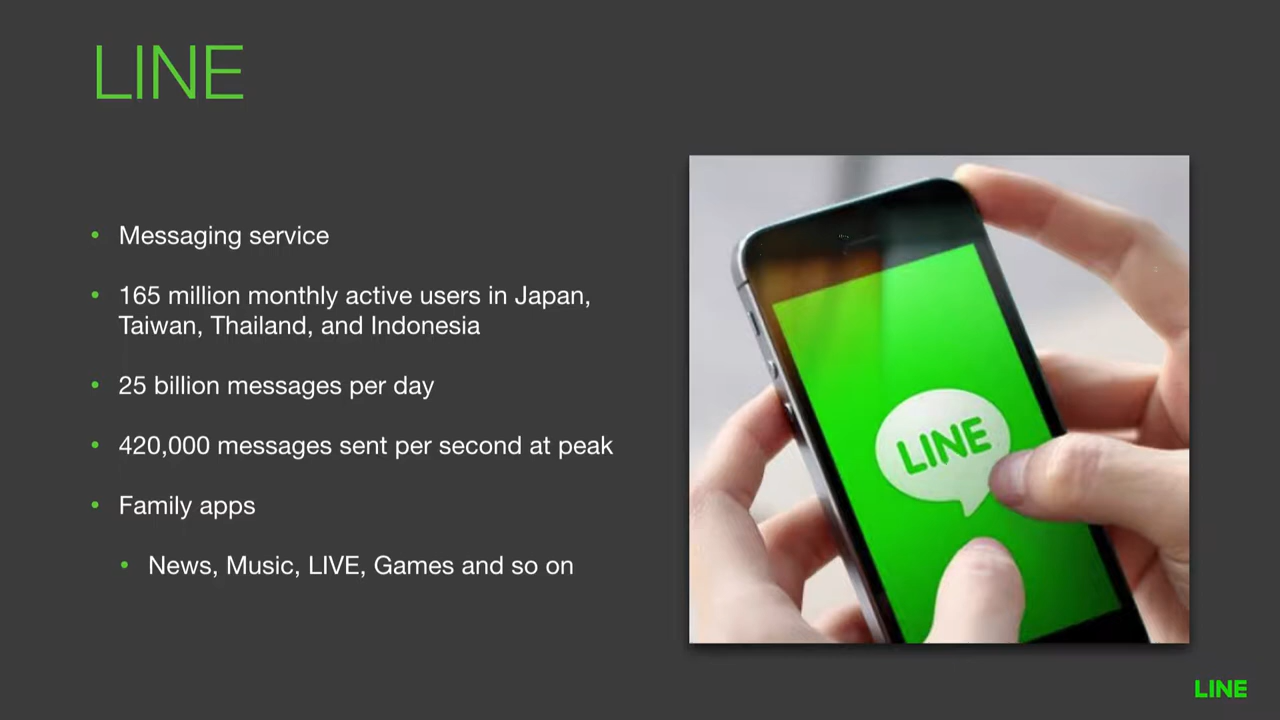 LINE
• Messaging service
• 165 million monthly active users in Japan,
Taiwan, Thailand, and Indonesia
• 25 billion messages per day
• 420,000 messages sent per second at peak
• Family apps
• News, Music, LIVE, Games and so on
LINE
LINE